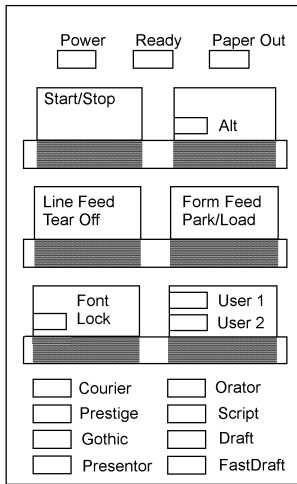 Power Ready Paper Out
Start/Stop
Alt
Line Feed
Tear Off
Form Feed
Park/Load
Font
Lock
User 1
User 2
Courier Orator
Prestige Script
Gothic Draft
Presentor FastDraft